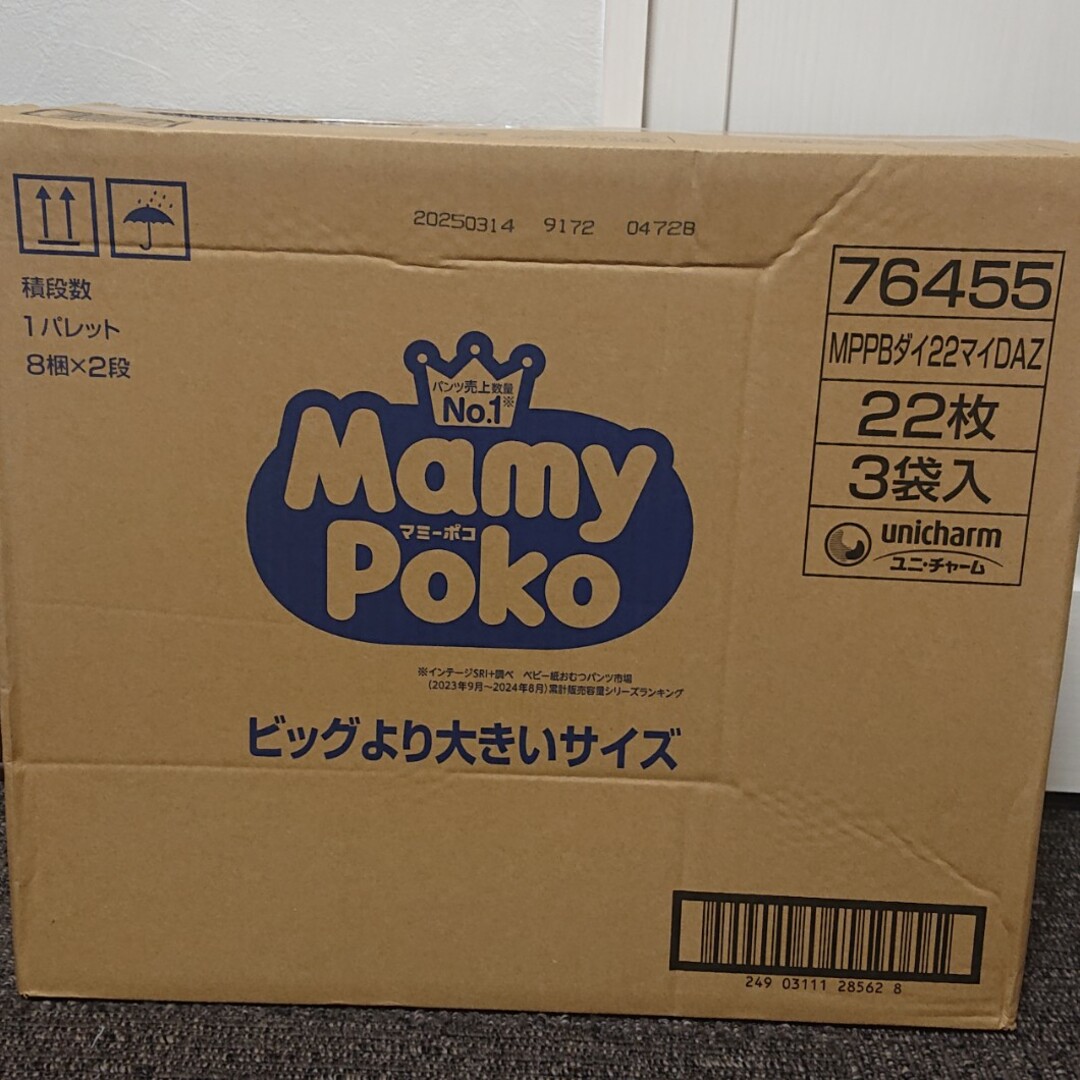 20250314 9172 0472B
積段数
1パレット
8梱×2段
76455
MPPBダイ22マイDAZ
22枚
3袋入
unicharm
ユニ・チャーム
パンツ売上数量
No.1※
Mamy
マミーポコ
Poko
※インテージSRI+調べ ベビー紙おむつパンツ市場
(2023年9月～2024年8月)累計販売容量シリーズランキング
ビッグより大きいサイズ
249 03111 28562 8